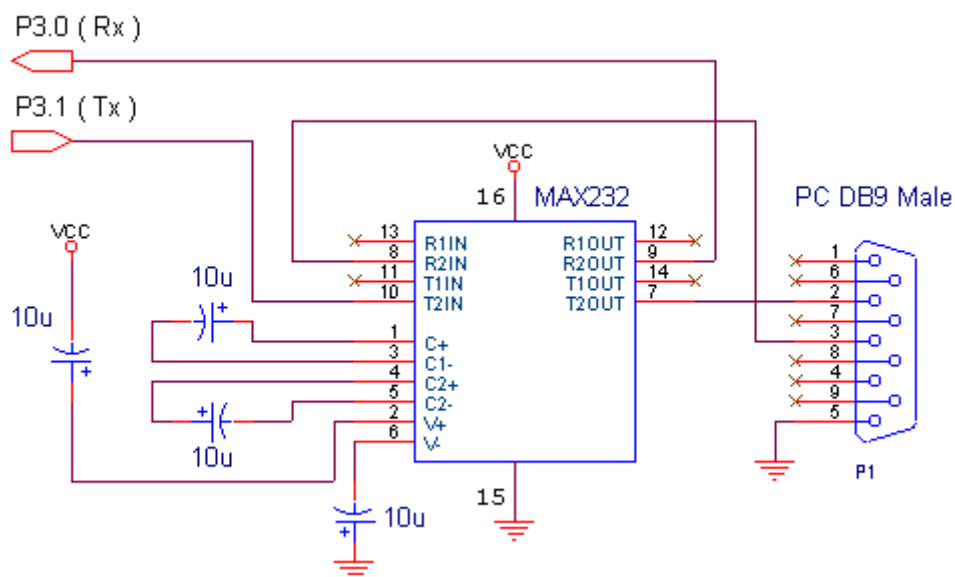 P3.0 ( Rx )
P3.1 ( Tx )
VCC
16
MAX232
PC DB9 Male
VCC
13 R1IN R1OUT 12
8 R2IN R2OUT 9
11 T1IN T1OUT 14
10 T2IN T2OUT 7
1 C+
3 C1-
4 C2+
5 C2-
2 V+
6 V-
10u
10u
10u
10u
15
1
6
2
7
3
8
4
9
5
P1